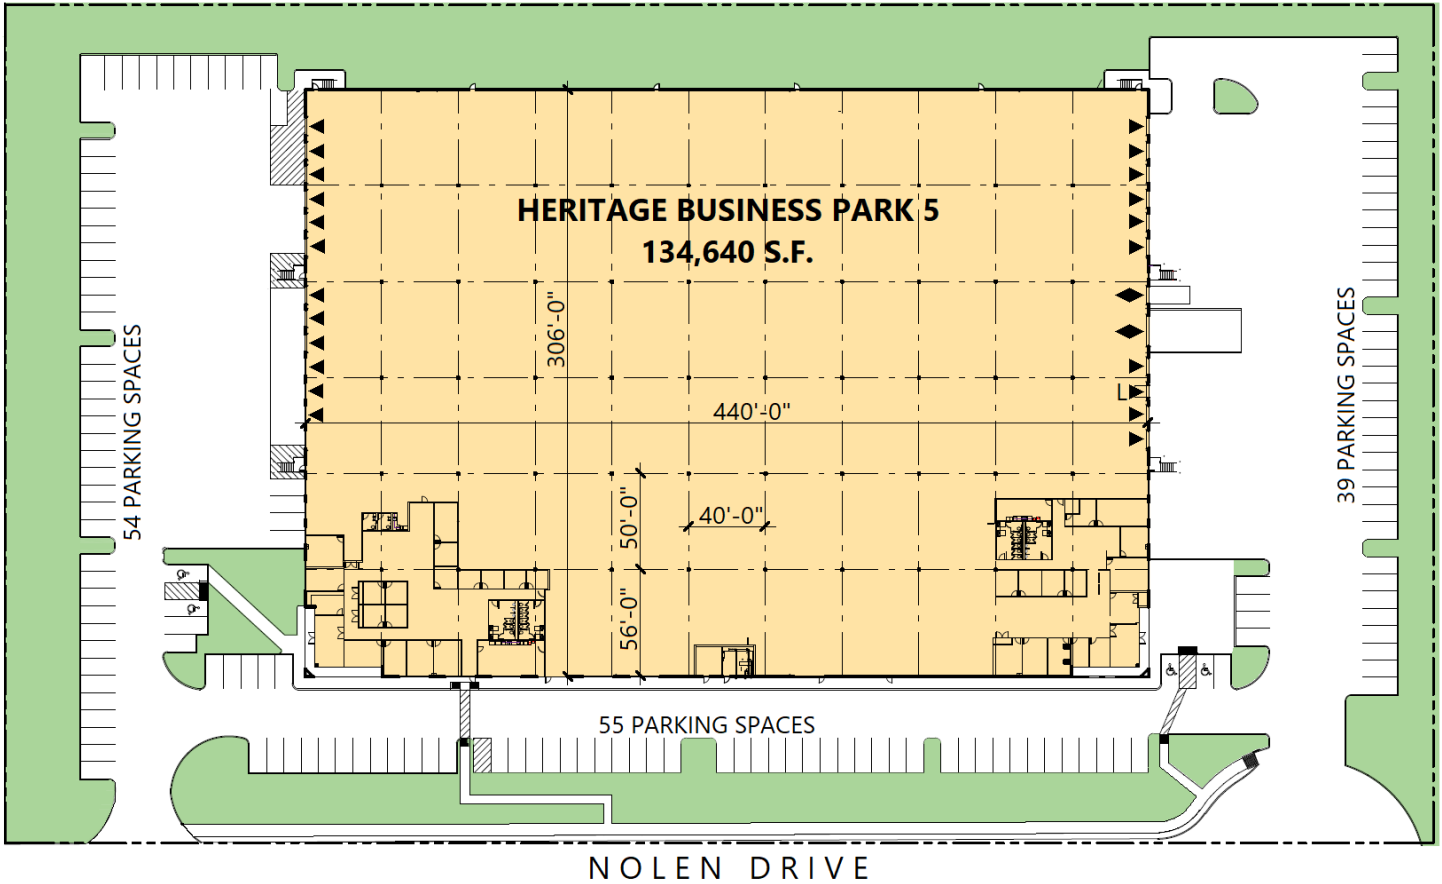 HERITAGE BUSINESS PARK 5
134,640 S.F.
306'-0"
440'-0"
L
50'-0"
40'-0"
56'-0"
54 PARKING SPACES
39 PARKING SPACES
55 PARKING SPACES
NOLEN DRIVE